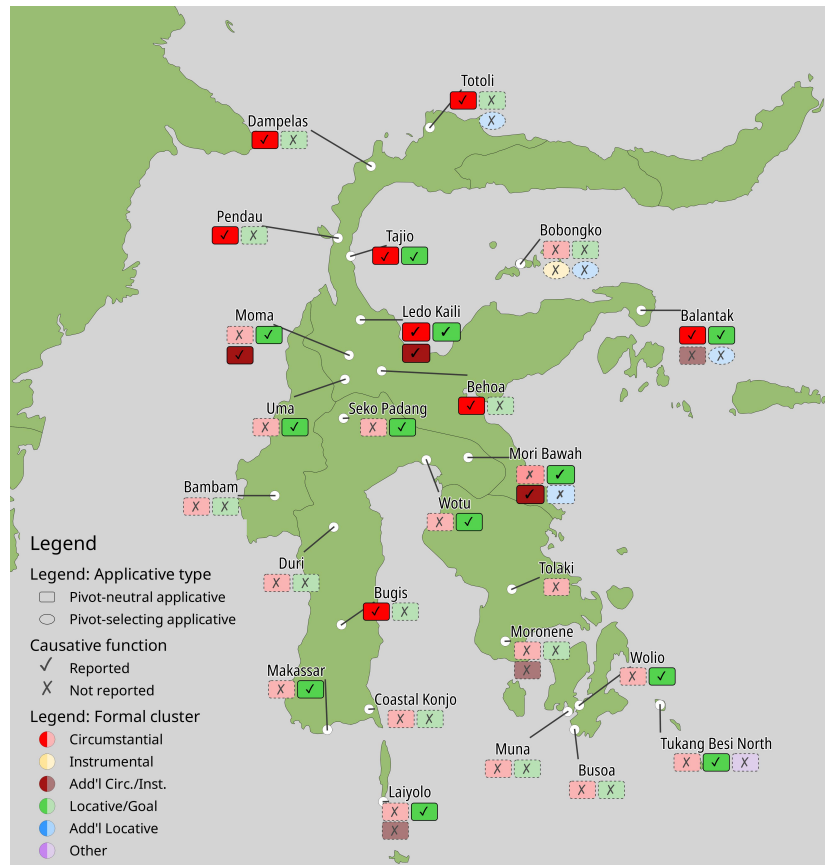 Totoli
✓ ✗
✗
Dampelas
✓ ✗
Pendau
✓ ✗
Tajio
✓ ✓
Bobongko
✗ ✗
✗ ✗
Moma
✗ ✓
✓
Ledo Kaili
✓ ✓
✓
Balantak
✓ ✓
✗ ✗
Behoa
✓ ✗
Uma
✗ ✓
Seko Padang
✗ ✓
Mori Bawah
✗ ✓
✓ ✗
Bambam
✗ ✗
Wotu
✗ ✓
Duri
✗ ✗
Tolaki
✗
Bugis
✓ ✗
Moronene
✗ ✗
✗
Wolio
✗ ✓
Makassar
✗ ✓
Coastal Konjo
✗ ✗
Muna
✗ ✗
Busoa
✗ ✗
Tukang Besi North
✗ ✓ ✗
Laiyolo
✗ ✓
✗
Legend
Legend: Applicative type
Pivot-neutral applicative
Pivot-selecting applicative
Causative function
✓ Reported
✗ Not reported
Legend: Formal cluster
Circumstantial
Instrumental
Add'l Circ./Inst.
Locative/Goal
Add'l Locative
Other